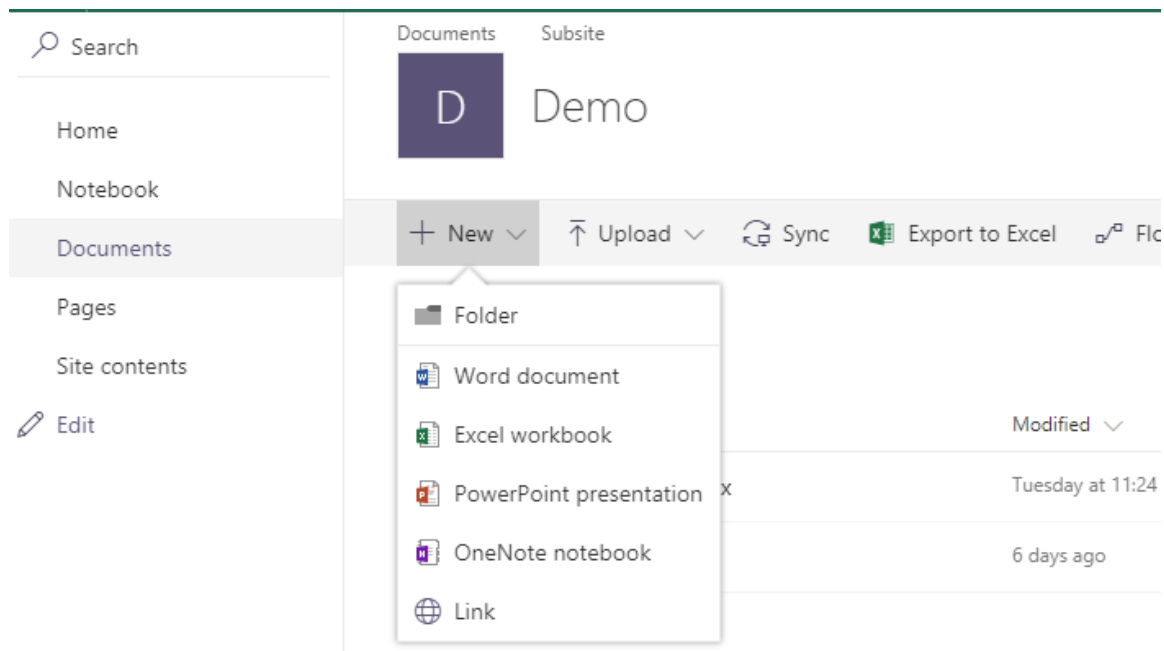 Search
Home
Notebook
Documents
Pages
Site contents
Edit
Documents Subsite
D Demo
New Upload Sync Export to Excel
Folder
Word document
Excel workbook
PowerPoint presentation
OneNote notebook
Link
Modified
x Tuesday at 11:24
6 days ago